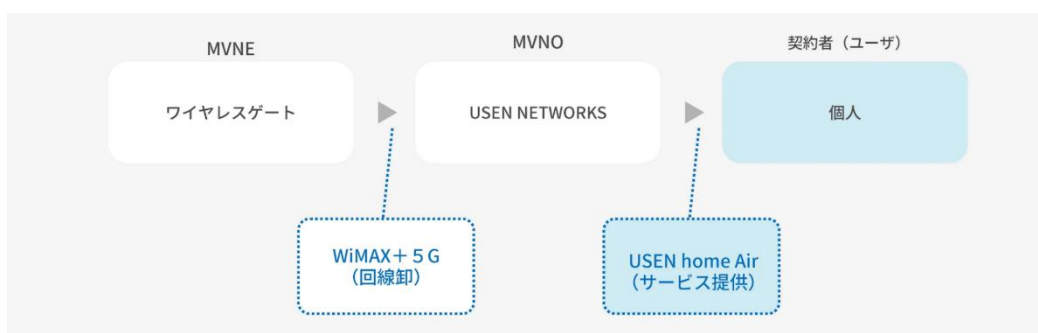 MVNE
MVNO
契約者（ユーザ）
ワイヤレスゲート
USEN NETWORKS
個人
WiMAX＋５G
（回線卸）
USEN home Air
（サービス提供）